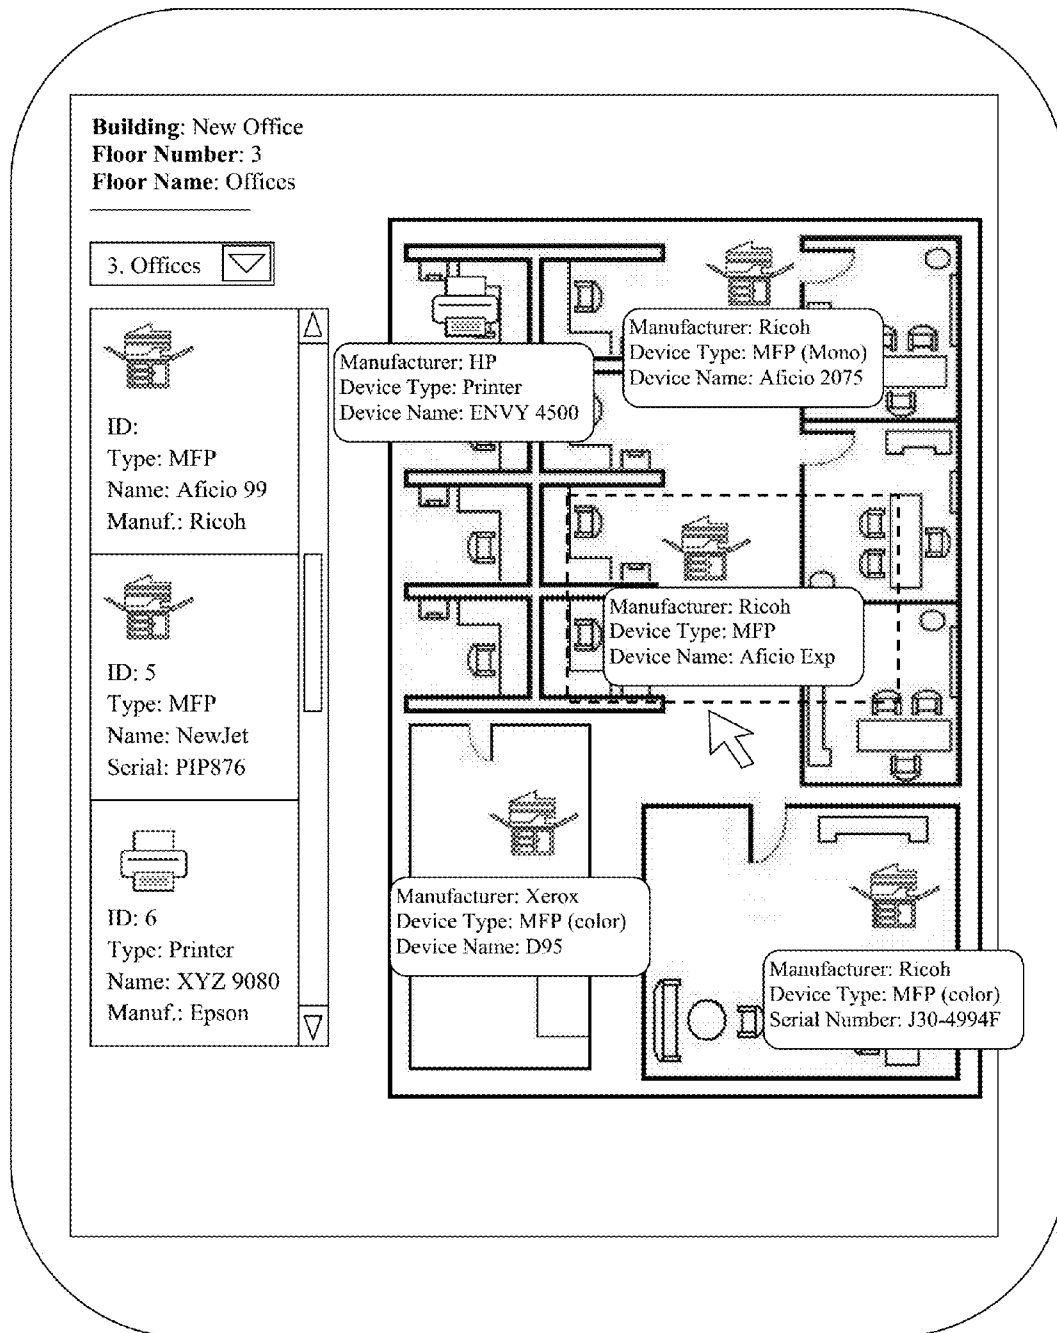 Building: New Office
Floor Number: 3
Floor Name: Offices
3. Offices
ID:
Type: MFP
Name: Aficio 99
Manuf.: Ricoh
ID: 5
Type: MFP
Name: NewJet
Serial: PIP876
ID: 6
Type: Printer
Name: XYZ 9080
Manuf.: Epson
Manufacturer: HP
Device Type: Printer
Device Name: ENVY 4500
Manufacturer: Ricoh
Device Type: MFP (Mono)
Device Name: Aficio 2075
Manufacturer: Ricoh
Device Type: MFP
Device Name: Aficio Exp
Manufacturer: Xerox
Device Type: MFP (color)
Device Name: D95
Manufacturer: Ricoh
Device Type: MFP (color)
Serial Number: J30-4994F